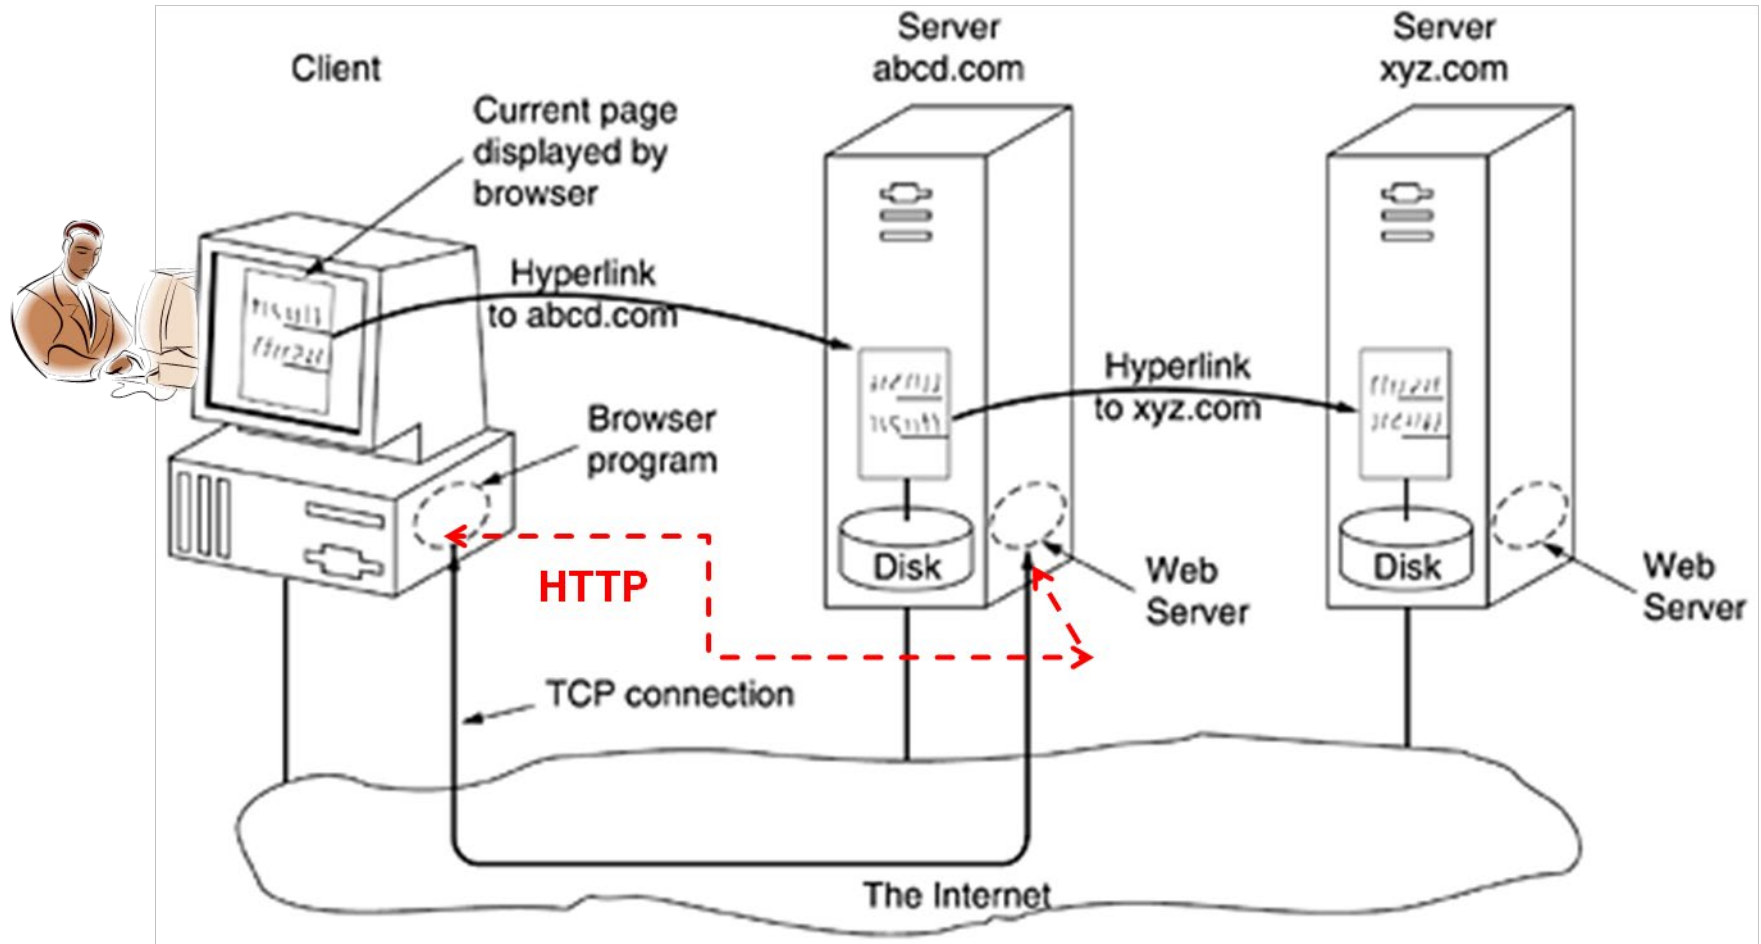 Client
Server
abcd.com
Server
xyz.com
Current page
displayed by
browser
Hyperlink
to abcd.com
Hyperlink
to xyz.com
Browser
program
HTTP
Disk
Web
Server
Disk
Web
Server
TCP connection
The Internet